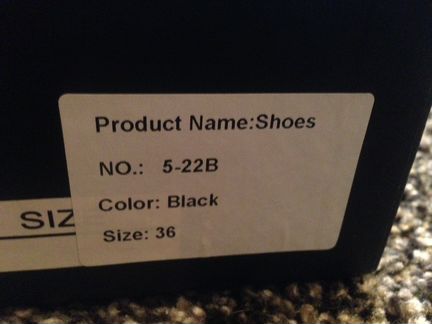 Product Name:Shoes
NO.: 5-22B
Color: Black
SIZ
Size: 36